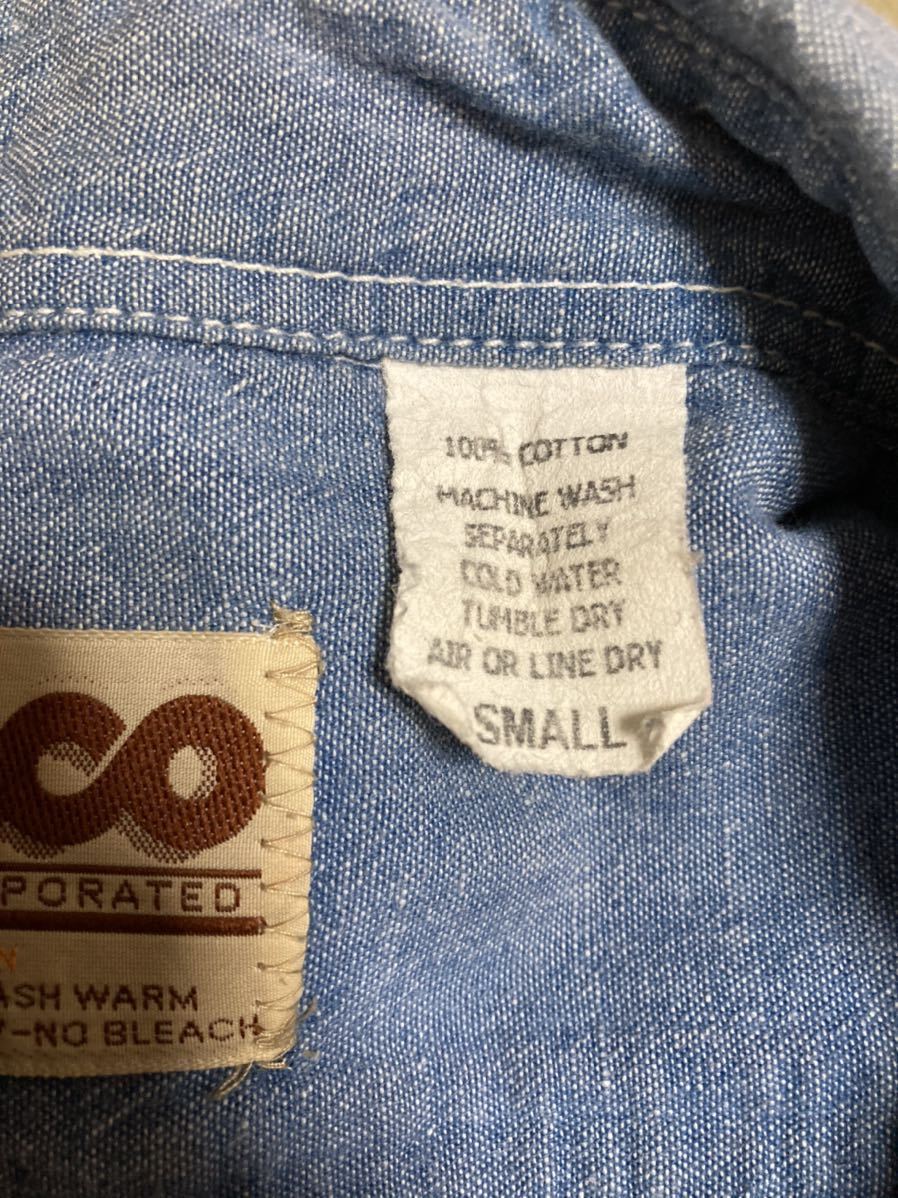 100% COTTON
MACHINE WASH
SEPARATELY
COLD WATER
TUMBLE DRY
AIR OR LINE DRY
SMALL
CO
PORATED
N
ASH WARM
Y-NO BLEACH